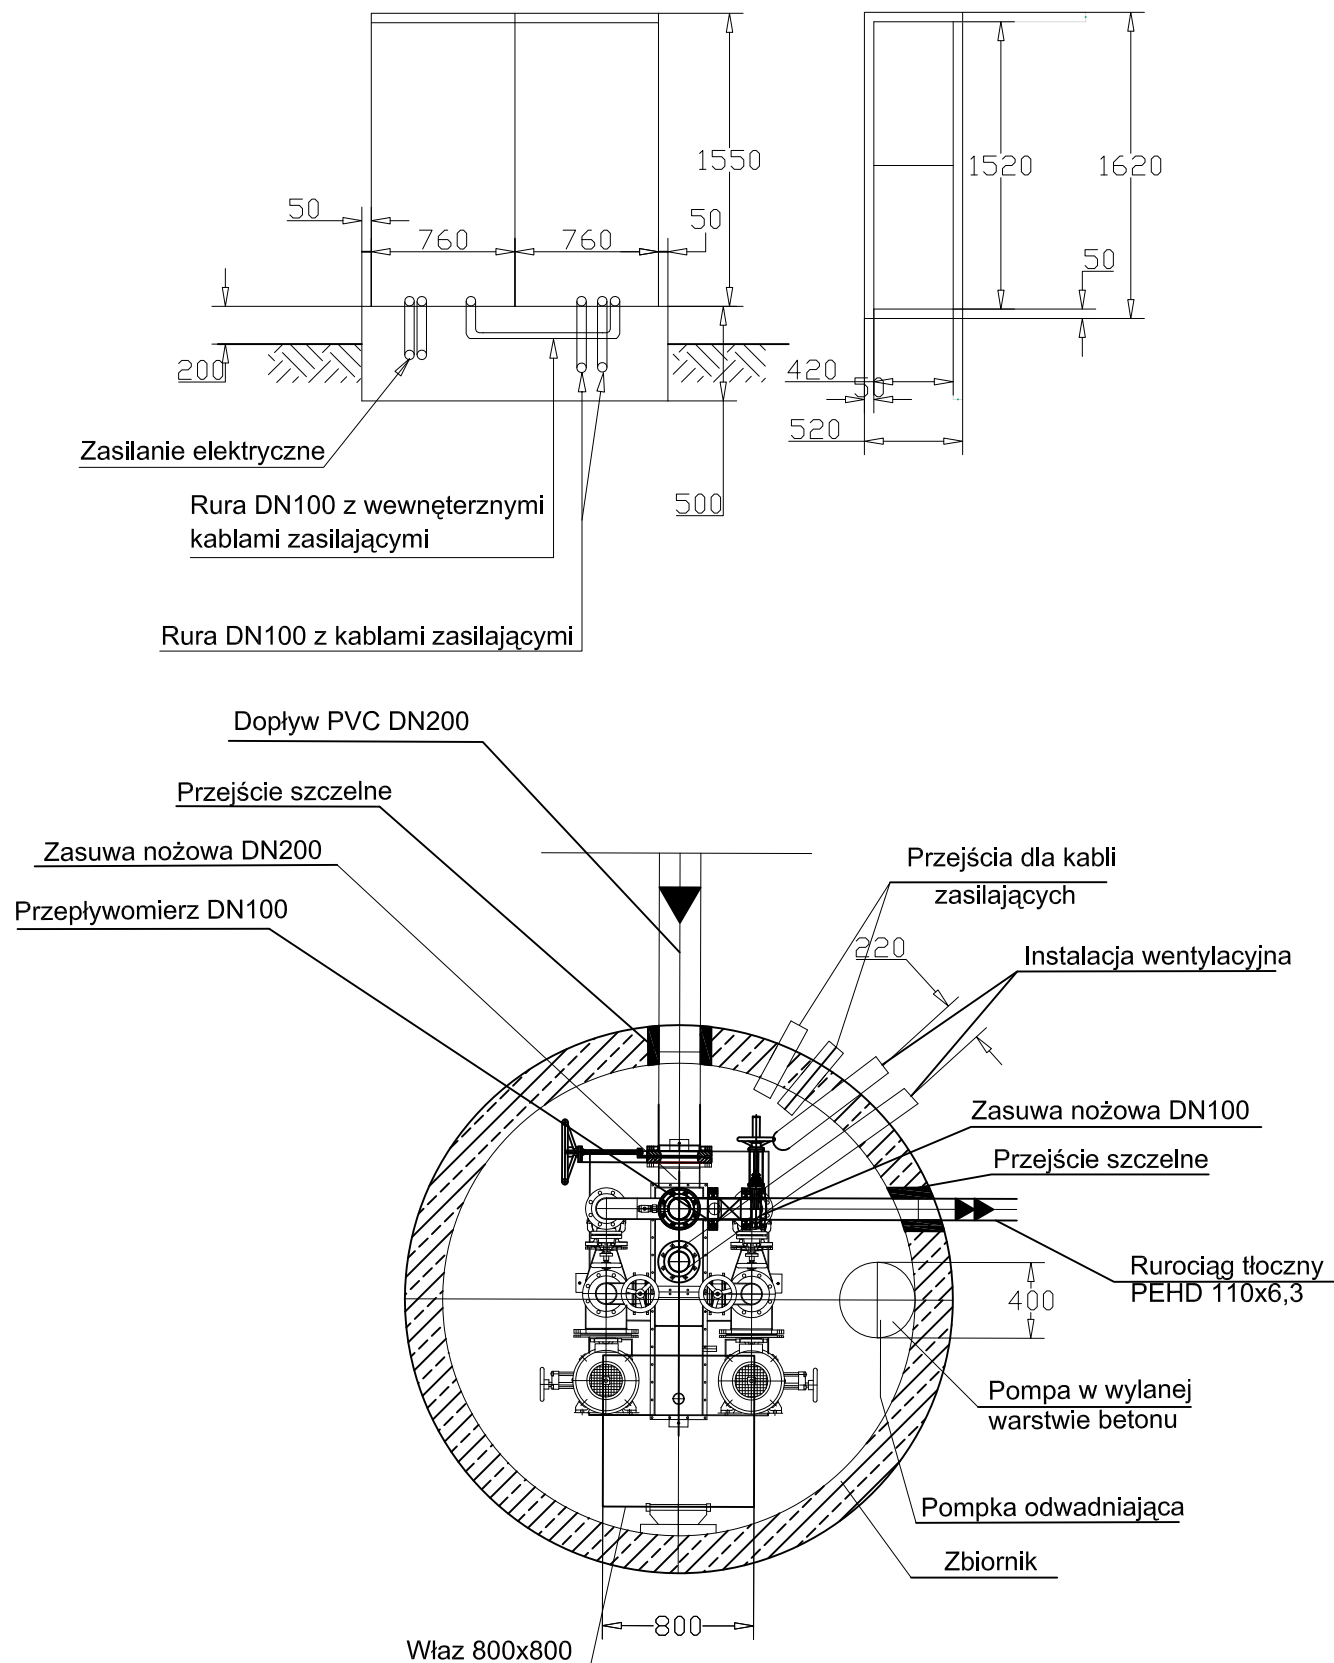 1550
1520
1620
50
760
760
50
50
200
420
50
520
Zasilanie elektryczne
500
Rura DN100 z wewnęterznymi
kablami zasilającymi
Rura DN100 z kablami zasilającymi
Dopływ PVC DN200
Przejście szczelne
Zasuwa nożowa DN200
Przepływomierz DN100
Przejścia dla kabli
zasilających
220
Instalacja wentylacyjna
Zasuwa nożowa DN100
Przejście szczelne
Rurociąg tłoczny
PEHD 110x6,3
400
Pompa w wylanej
warstwie betonu
Pompka odwadniająca
Zbiornik
800
Właz 800x800